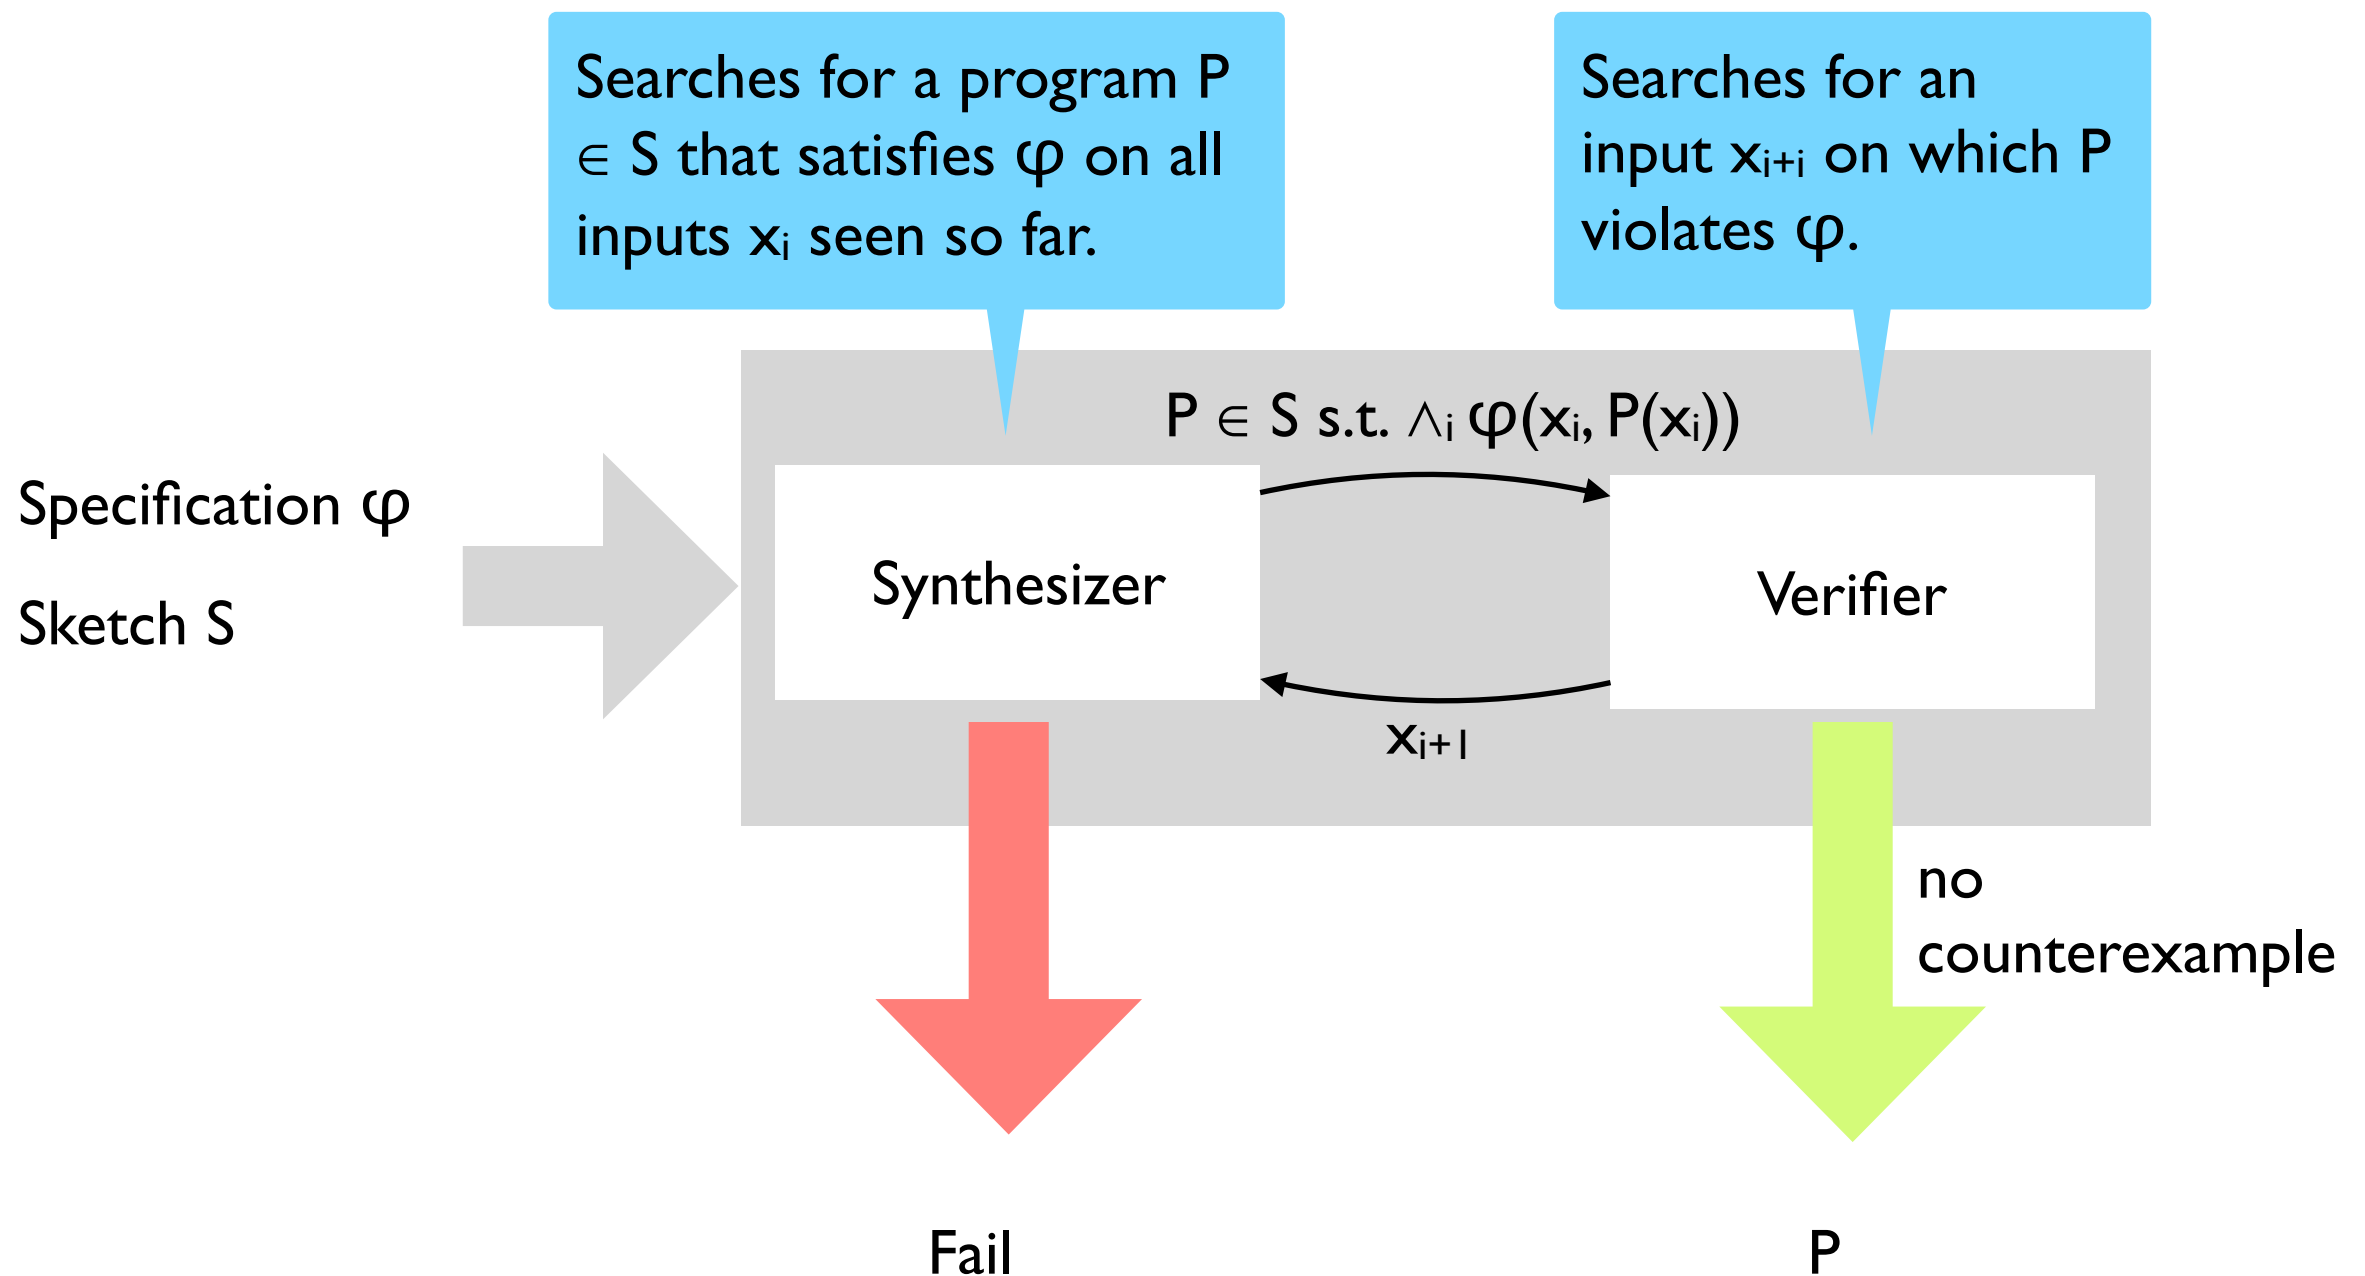 Searches for a program P
∈ S that satisfies φ on all
inputs xᵢ seen so far.
Searches for an
input xᵢ₊ᵢ on which P
violates φ.
P ∈ S s.t. ∧ᵢ φ(xᵢ, P(xᵢ))
Specification φ
Sketch S
Synthesizer
Verifier
xᵢ₊₁
no
counterexample
Fail
P